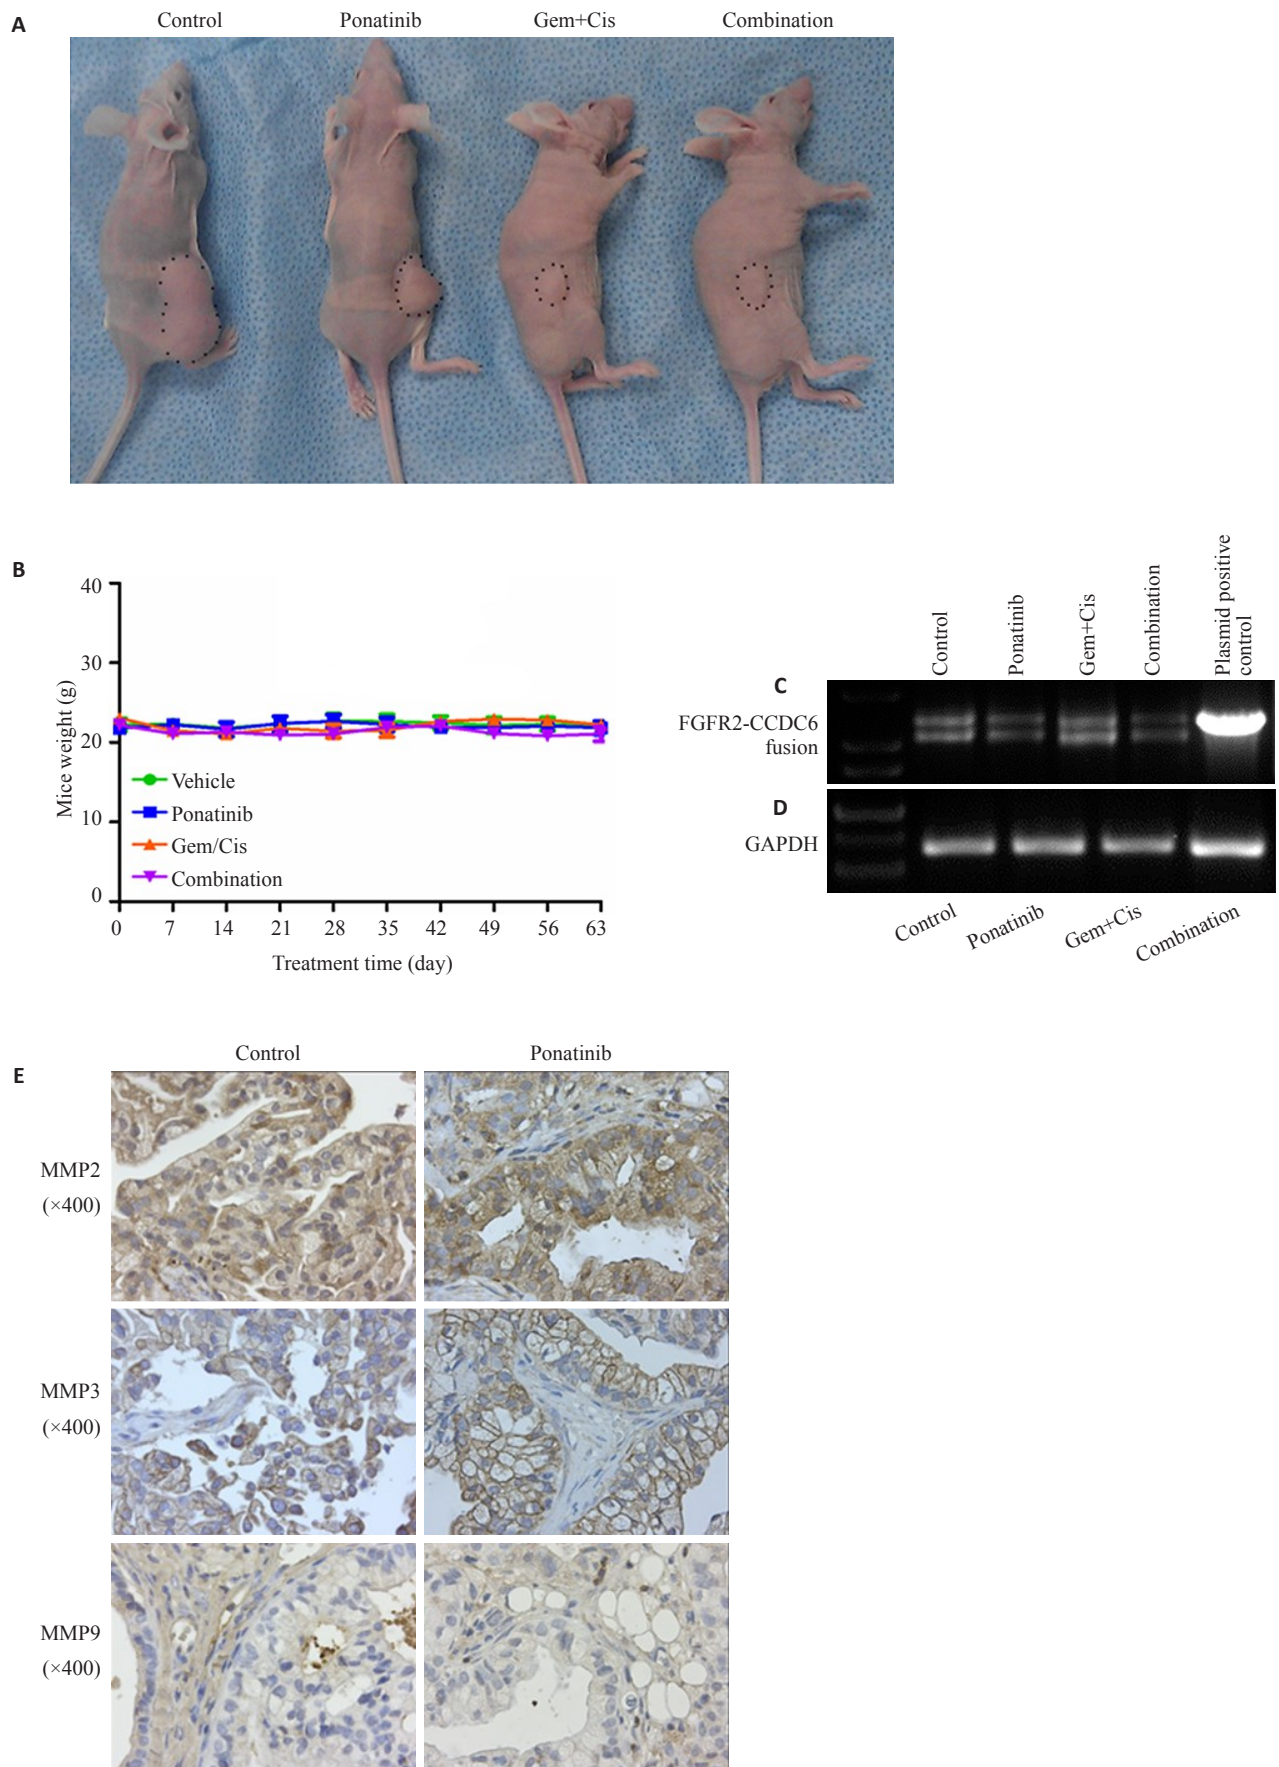 A
Control
Ponatinib
Gem+Cis
Combination
B
40
30
20
10
0
Mice weight (g)
Vehicle
Ponatinib
Gem/Cis
Combination
0
7
14
21
28
35
42
49
56
63
Treatment time (day)
Control
Ponatinib
Gem+Cis
Combination
Plasmid positive
control
C
FGFR2-CCDC6
fusion
D
GAPDH
Control
Ponatinib
Gem+Cis
Combination
E
Control
Ponatinib
MMP2
(×400)
MMP3
(×400)
MMP9
(×400)